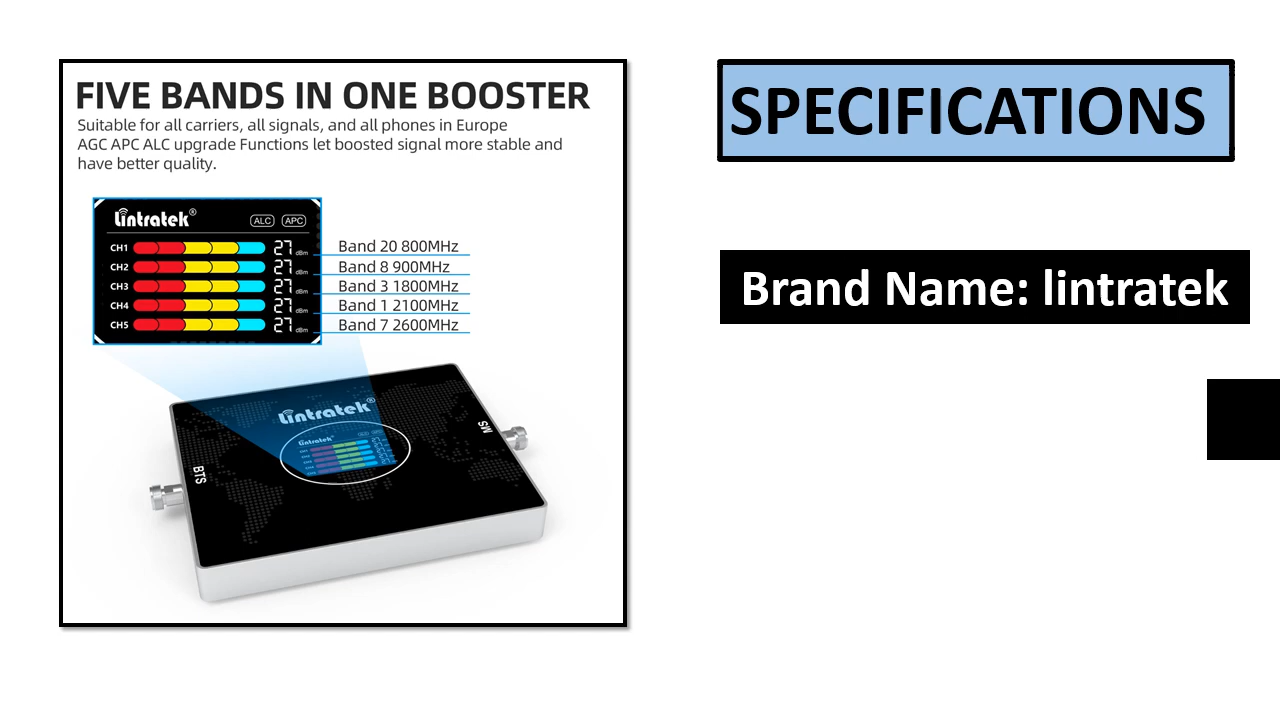 FIVE BANDS IN ONE BOOSTER
Suitable for all carriers, all signals, and all phones in Europe
AGC APC ALC upgrade Functions let boosted signal more stable and
have better quality.
Lintratek®
ALC APC
CH1 27 dBm Band 20 800MHz
CH2 27 dBm Band 8 900MHz
CH3 27 dBm Band 3 1800MHz
CH4 27 dBm Band 1 2100MHz
CH5 27 dBm Band 7 2600MHz
Lintratek®
Lintratek
MS
BTS
SPECIFICATIONS
Brand Name: lintratek